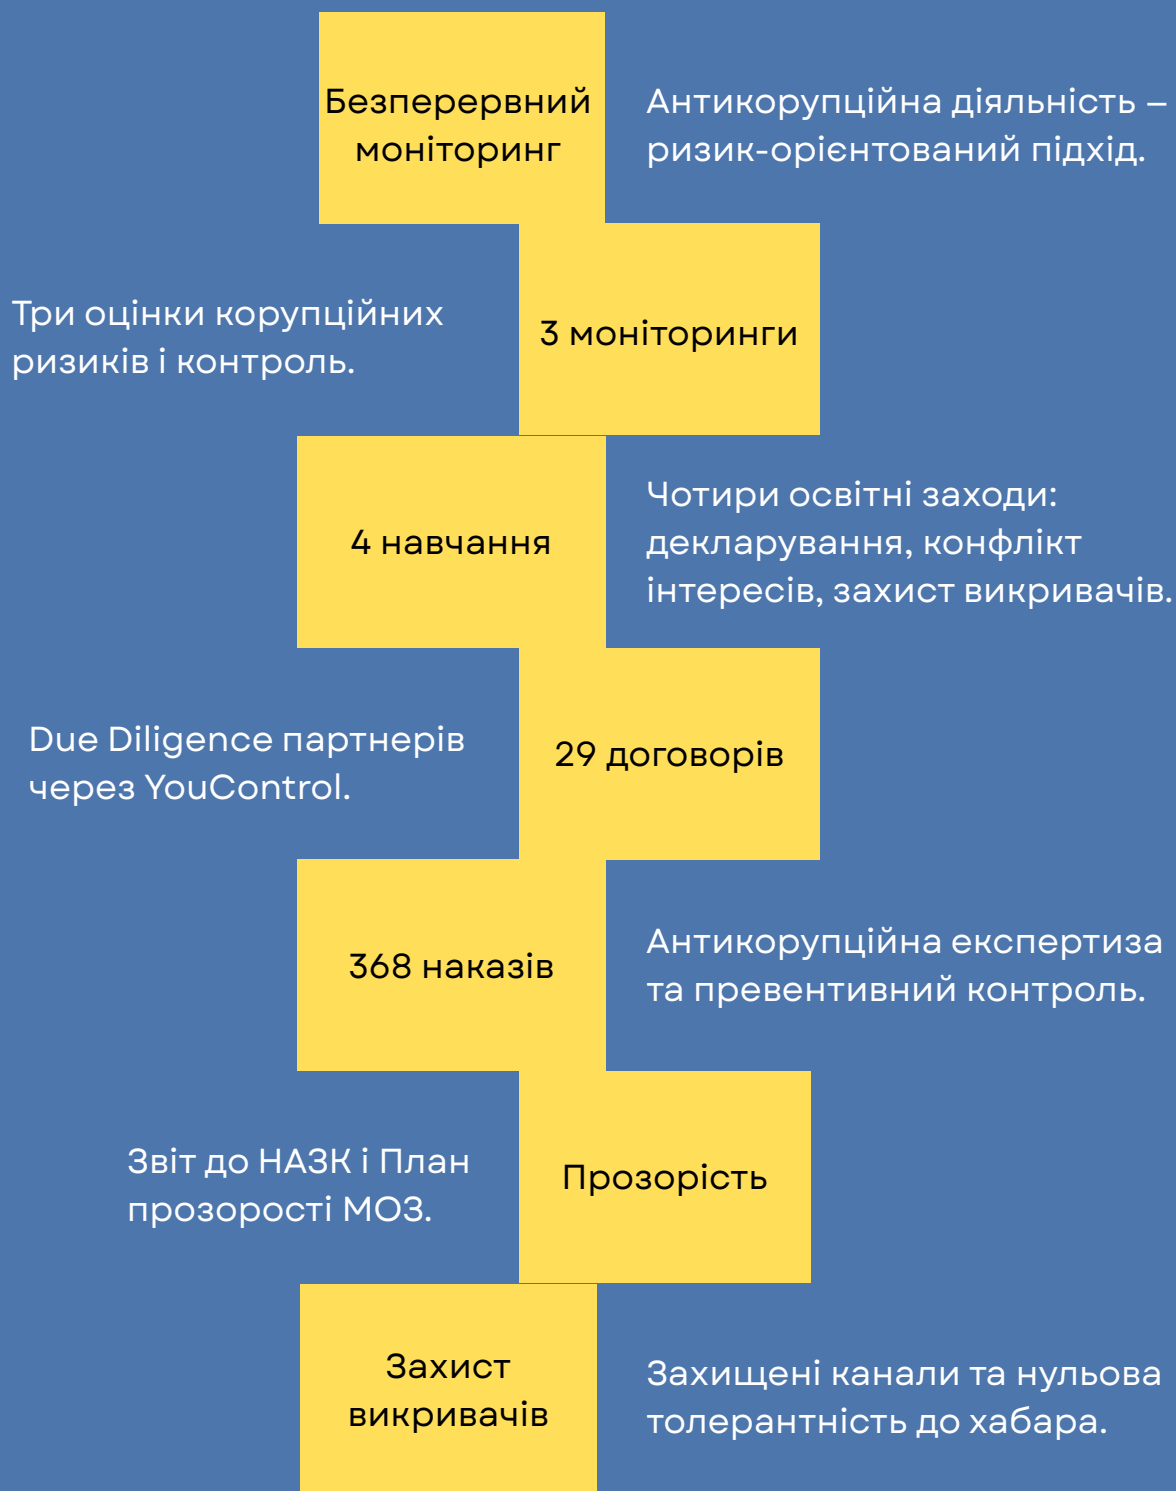 Безперервний
моніторинг
Антикорупційна діяльність –
ризик-орієнтований підхід.
Три оцінки корупційних
ризиків і контроль.
3 моніторинги
4 навчання
Чотири освітні заходи:
декларування, конфлікт
інтересів, захист викривачів.
Due Diligence партнерів
через YouControl.
29 договорів
368 наказів
Антикорупційна експертиза
та превентивний контроль.
Звіт до НАЗК і План
прозорості МОЗ.
Прозорість
Захист
викривачів
Захищені канали та нульова
толерантність до хабара.